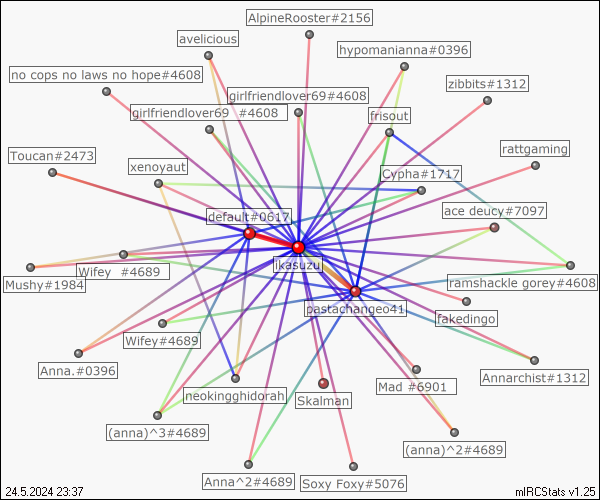 AlpineRooster#2156
avelicious
hypomanianna#0396
no cops no laws no hope#4608
zibbits#1312
girlfriendlover69#4608
girlfriendlover69 #4608
frisout
rattgaming
Toucan#2473
xenoyaut
Cypha#1717
default#0617
ace deucy#7097
ikasuzu
Mushy#1984
Wifey #4689
ramshackle gorey#4608
pastachangeo41
fakedingo
Wifey#4689
Anna.#0396
Annarchist#1312
neokingghidorah
Mad #6901
Skalman
(anna)^3#4689
(anna)^2#4689
Anna^2#4689
Soxy Foxy#5076
24.5.2024 23:37
mIRCStats v1.25